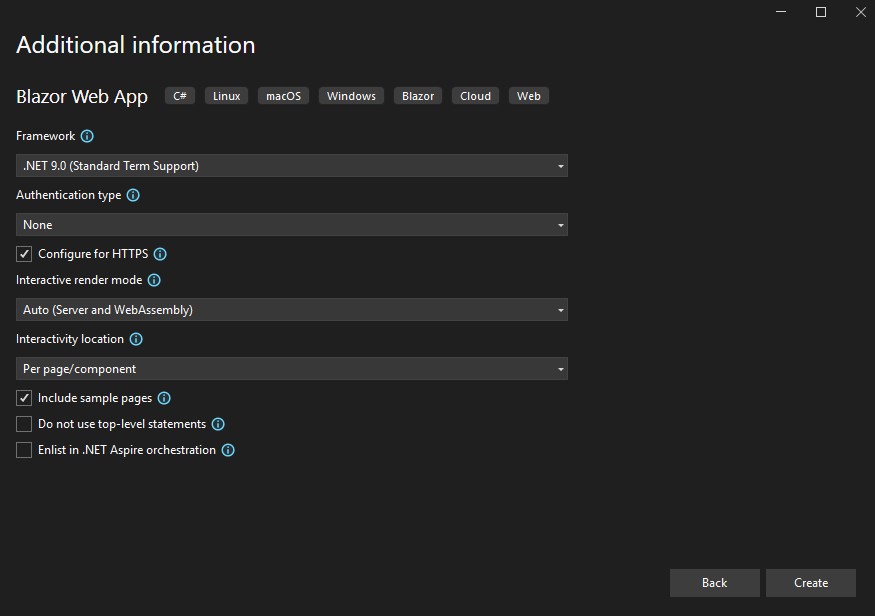 Additional information
Blazor Web App C# Linux macOS Windows Blazor Cloud Web
Framework
.NET 9.0 (Standard Term Support)
Authentication type
None
Configure for HTTPS
Interactive render mode
Auto (Server and WebAssembly)
Interactivity location
Per page/component
Include sample pages
Do not use top-level statements
Enlist in .NET Aspire orchestration
Back Create